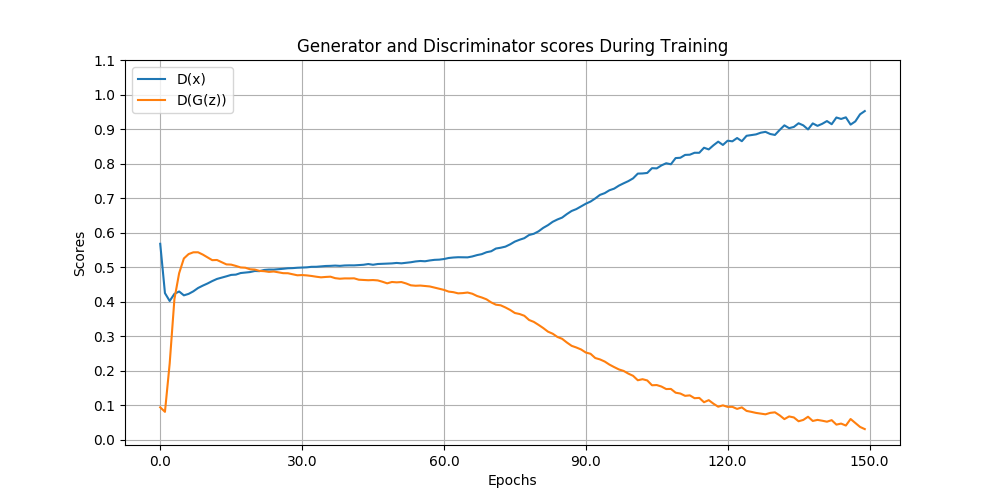 Generator and Discriminator scores During Training
D(x)
D(G(z))
Scores
1.1
1.0
0.9
0.8
0.7
0.6
0.5
0.4
0.3
0.2
0.1
0.0
0.0 30.0 60.0 90.0 120.0 150.0
Epochs